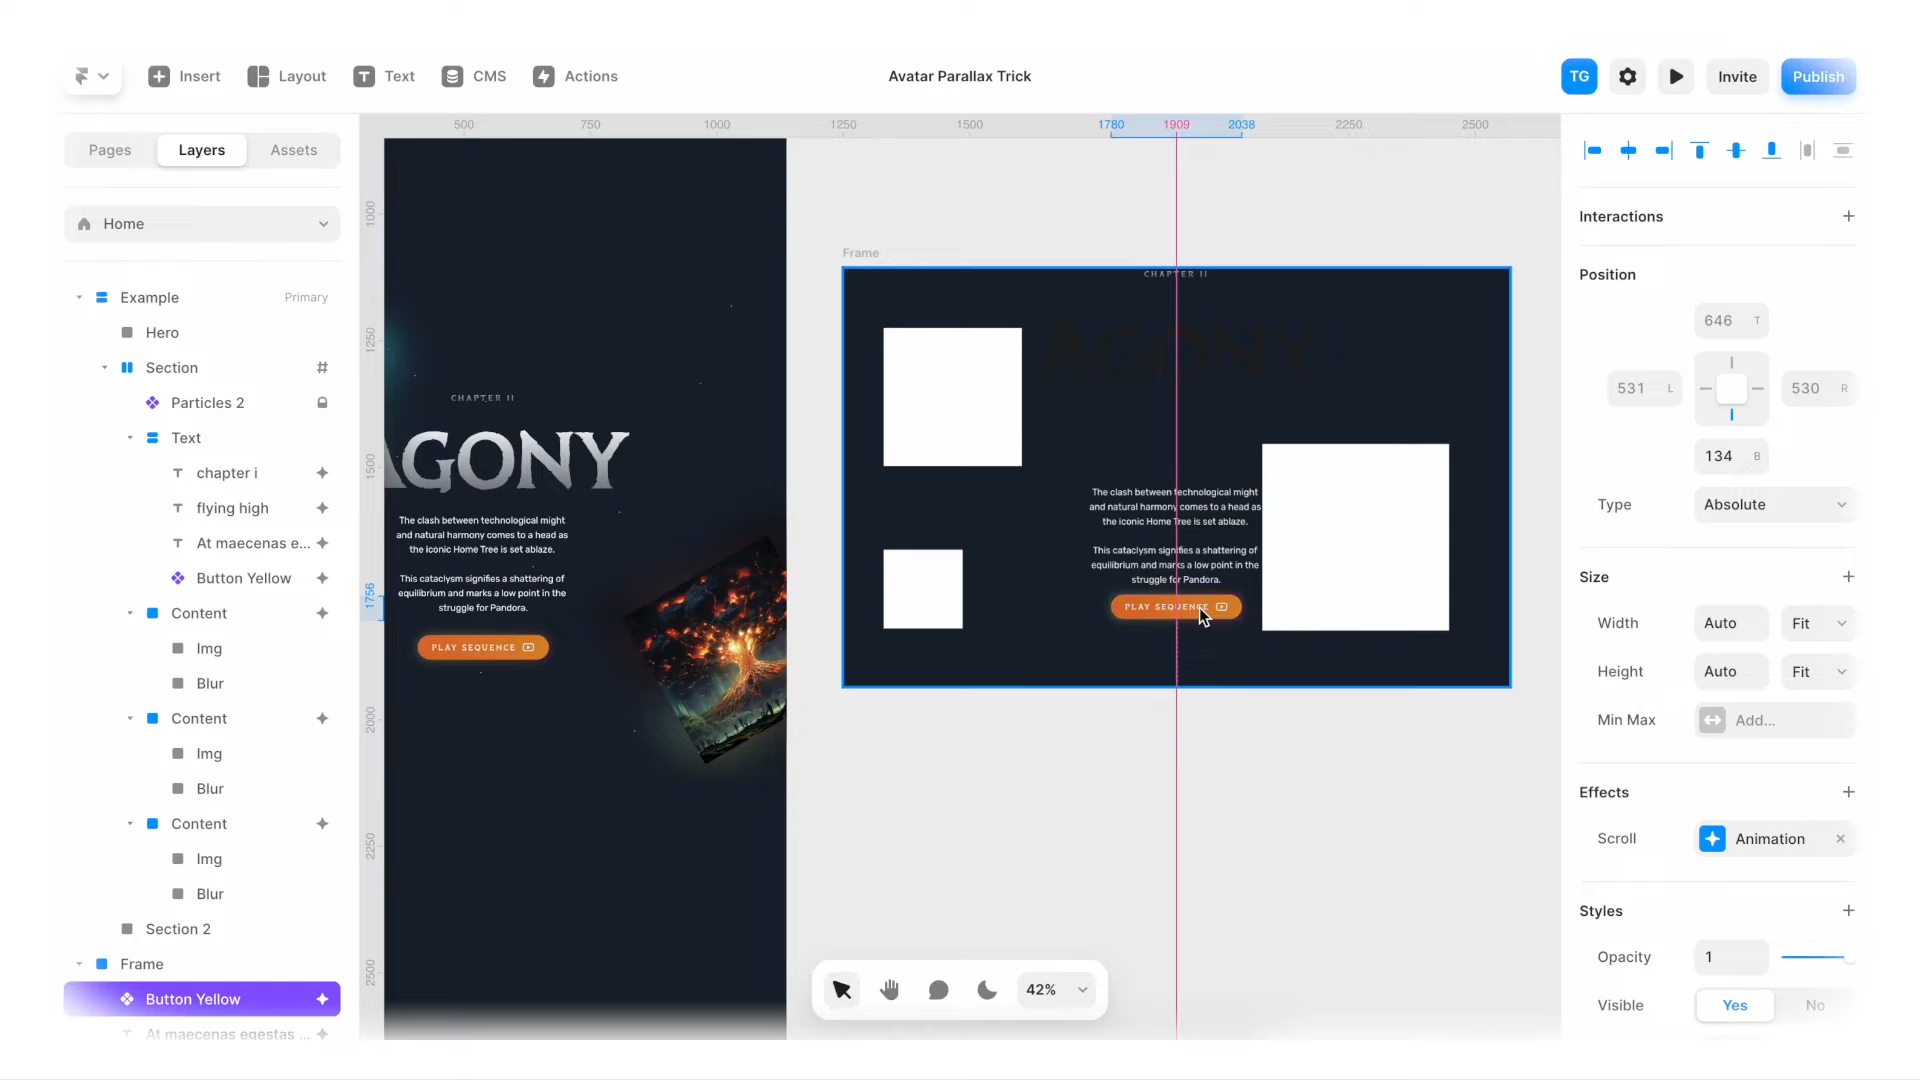 Insert
Layout
Text
CMS
Actions
Avatar Parallax Trick
TG
Invite
Publish
Pages
Layers
Assets
Home
Example
Primary
Hero
Section
Particles 2
Text
chapter i
flying high
At maecenas e...
Button Yellow
Content
Img
Blur
Content
Img
Blur
Content
Img
Blur
Section 2
Frame
Button Yellow
At maecenas egestas ...
500
750
1000
1250
1500
1780
1909
2038
2250
2500
1000
1250
1500
1756
2000
2250
2500
CHAPTER II
AGONY
The clash between technological might
and natural harmony comes to a head as
the iconic Home Tree is set ablaze.
This cataclysm signifies a shattering of
equilibrium and marks a low point in the
struggle for Pandora.
PLAY SEQUENCE
Frame
CHAPTER II
AGONY
The clash between technological might
and natural harmony comes to a head as
the iconic Home Tree is set ablaze.
This cataclysm signifies a shattering of
equilibrium and marks a low point in the
struggle for Pandora.
PLAY SEQUENCE
42%
Interactions
Position
646 T
531 L
530 R
134 B
Type
Absolute
Size
Width
Auto
Fit
Height
Auto
Fit
Min Max
Add...
Effects
Scroll
Animation
Styles
Opacity
1
Visible
Yes
No